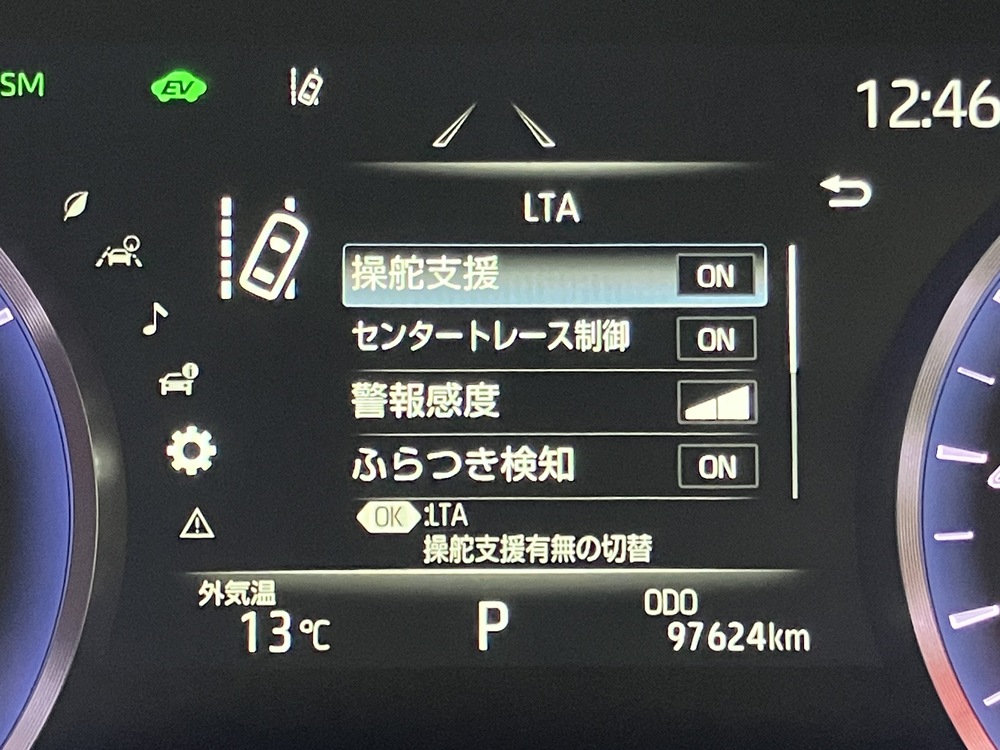 SM
EV
12:46
LTA
操舵支援 ON
センタートレース制御 ON
警報感度
ふらつき検知 ON
OK :LTA
操舵支援有無の切替
外気温
13℃
P
ODO
97624km